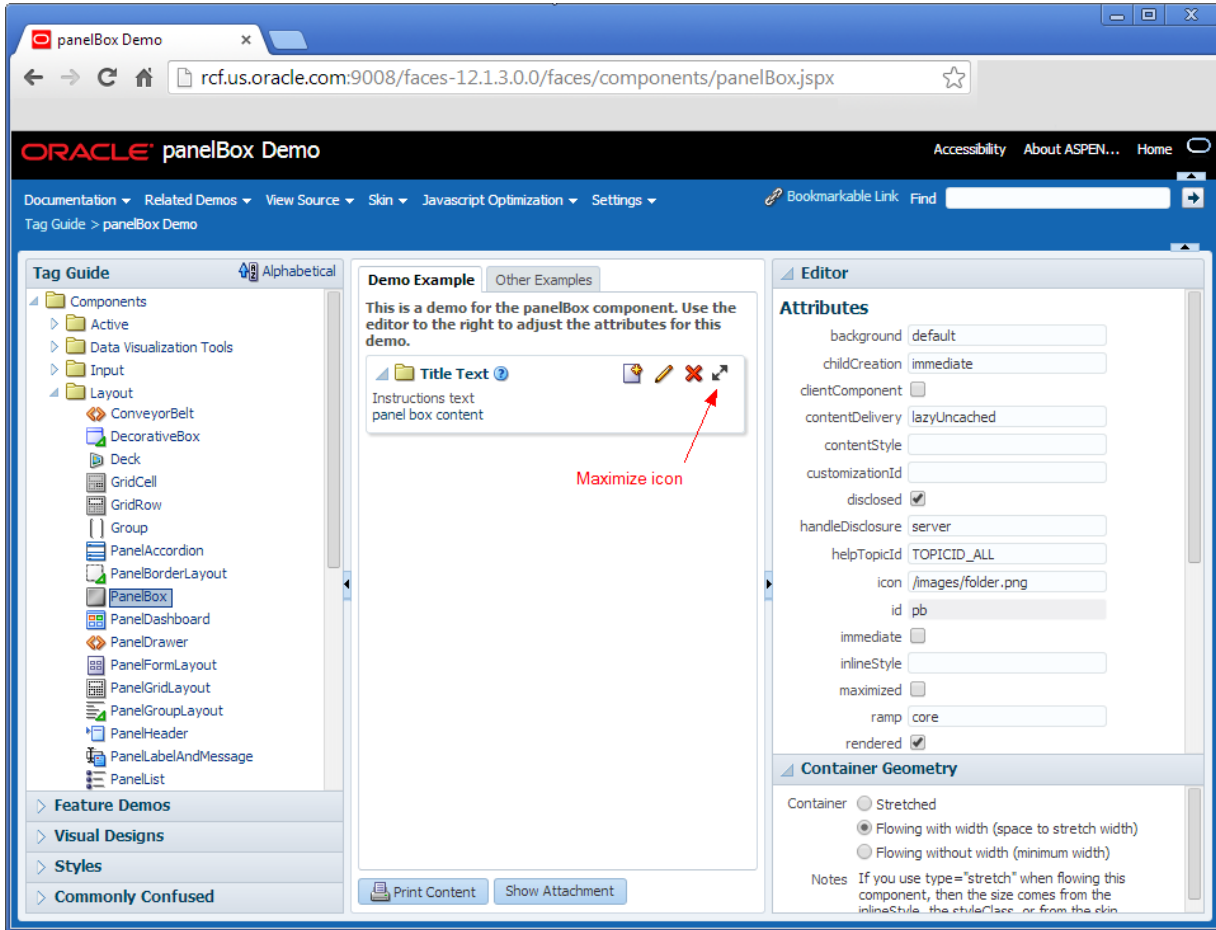 panelBox Demo
rcf.us.oracle.com:9008/faces-12.1.3.0.0/faces/components/panelBox.jspx
ORACLE panelBox Demo
Accessibility About ASPEN... Home
Documentation Related Demos View Source Skin Javascript Optimization Settings
Bookmarkable Link Find
Tag Guide > panelBox Demo
Tag Guide
Alphabetical
Components
Active
Data Visualization Tools
Input
Layout
ConveyorBelt
DecorativeBox
Deck
GridCell
GridRow
Group
PanelAccordion
PanelBorderLayout
PanelBox
PanelDashboard
PanelDrawer
PanelFormLayout
PanelGridLayout
PanelGroupLayout
PanelHeader
PanelLabelAndMessage
PanelList
Feature Demos
Visual Designs
Styles
Commonly Confused
Demo Example Other Examples
This is a demo for the panelBox component. Use the
editor to the right to adjust the attributes for this
demo.
Title Text
Instructions text
panel box content
Maximize icon
Print Content Show Attachment
Editor
Attributes
background default
childCreation immediate
clientComponent
contentDelivery lazyUncached
contentStyle
customizationId
disclosed
handleDisclosure server
helpTopicId TOPICID_ALL
icon /images/folder.png
id pb
immediate
inlineStyle
maximized
ramp core
rendered
Container Geometry
Container Stretched
Flowing with width (space to stretch width)
Flowing without width (minimum width)
Notes If you use type="stretch" when flowing this
component, then the size comes from the
inlineStyle, the styleClass, or from the skin